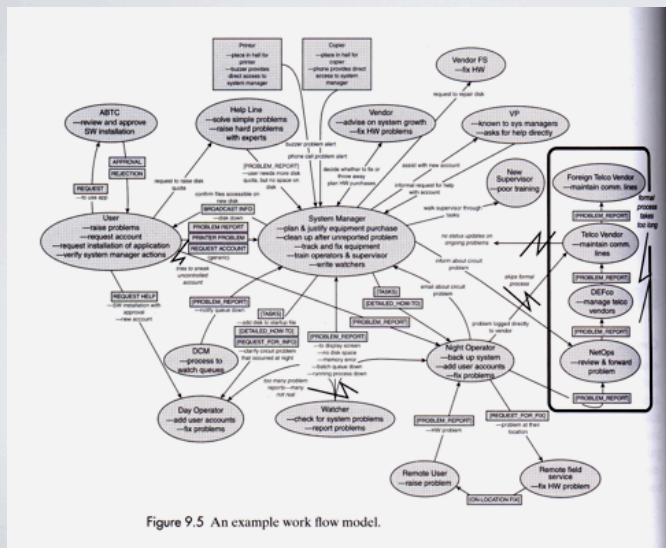 Printer
—place in hall for
printer
—buzzer provides
direct access to
system manager
Copier
—place in hall for
copier
—phone provides direct
access to system
manager
Vendor FS
—fix HW
request to repair disk
ABTC
—review and approve
SW installation
Help Line
—solve simple problems
—raise hard problems
with experts
Vendor
—advise on system growth
—fix HW problems
VP
—known to sys managers
—asks for help directly
buzzer problem alert
phone call problem alert
APPROVAL
REJECTION
[PROBLEM_REPORT]
—user needs more disk
quota, but no space on
disk
decide whether to fix or
throw away
plan HW purchases
assist with new account
informal request for help
with account
New
Supervisor
—poor training
Foreign Telco Vendor
—maintain comm. lines
formal
process
takes
too long
REQUEST
—to use app
request to raise disk
quota
confirm files accessible on
new disk
BROADCAST INFO
—disk down
walk supervisor through
tasks
[PROBLEM_REPORT]
User
—raise problems
—request account
—request installation of application
—verify system manager actions
PROBLEM REPORT
PRINTER PROBLEM
REQUEST ACCOUNT
(generic)
System Manager
—plan & justify equipment purchase
—clean up after unreported problem
—track and fix equipment
—train operators & supervisor
—write watchers
no status updates on
ongoing problems
Telco Vendor
—maintain comm.
lines
tries to sneak
uncontrolled
account
inform about circuit
problem
skips formal
process
[PROBLEM_REPORT]
REQUEST HELP
—SW installation with
approval
—new account
[PROBLEM_REPORT]
—notify queue down
[TASKS]
—add disk to startup file
[DETAILED_HOW-TO]
[REQUEST_FOR_INFO]
—clarify circuit problem
that occurred at night
[TASKS]
[DETAILED_HOW-TO]
[PROBLEM_REPORT]
email about circuit
problem
DEFco
—manage telco
vendors
problem logged directly
to vendor
[PROBLEM_REPORT]
[PROBLEM_REPORT]
—to display screen
—no disk space
—memory error
—batch queue down
—running process down
DCM
—process to
watch queues
Night Operator
—back up system
—add user accounts
—fix problems
NetOps
—review & forward
problem
too many problem
reports—many
not real
[PROBLEM_REPORT]
Day Operator
—add user accounts
—fix problems
Watcher
—check for system problems
—report problems
[PROBLEM_REPORT]
—HW problem
[REQUEST_FOR_FIX]
—problem at their
location
Remote User
—raise problem
Remote field
service
—fix HW problem
[ON-LOCATION FIX]
Figure 9.5 An example work flow model.